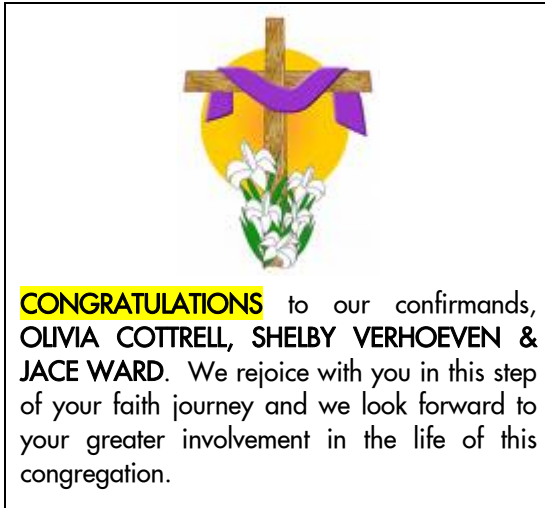 CONGRATULATIONS to our confirmands,
OLIVIA COTTRELL, SHELBY VERHOEVEN &
JACE WARD. We rejoice with you in this step
of your faith journey and we look forward to
your greater involvement in the life of this
congregation.